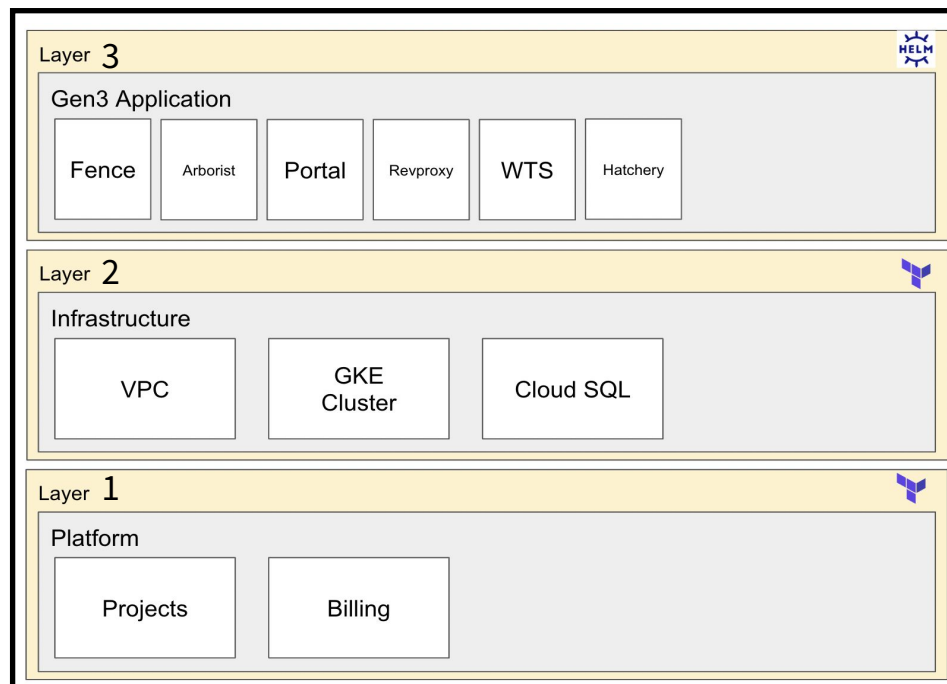 Layer 3
HELM
Gen3 Application
Fence
Arborist
Portal
Revproxy
WTS
Hatchery
Layer 2
Infrastructure
VPC
GKE
Cluster
Cloud SQL
Layer 1
Platform
Projects
Billing